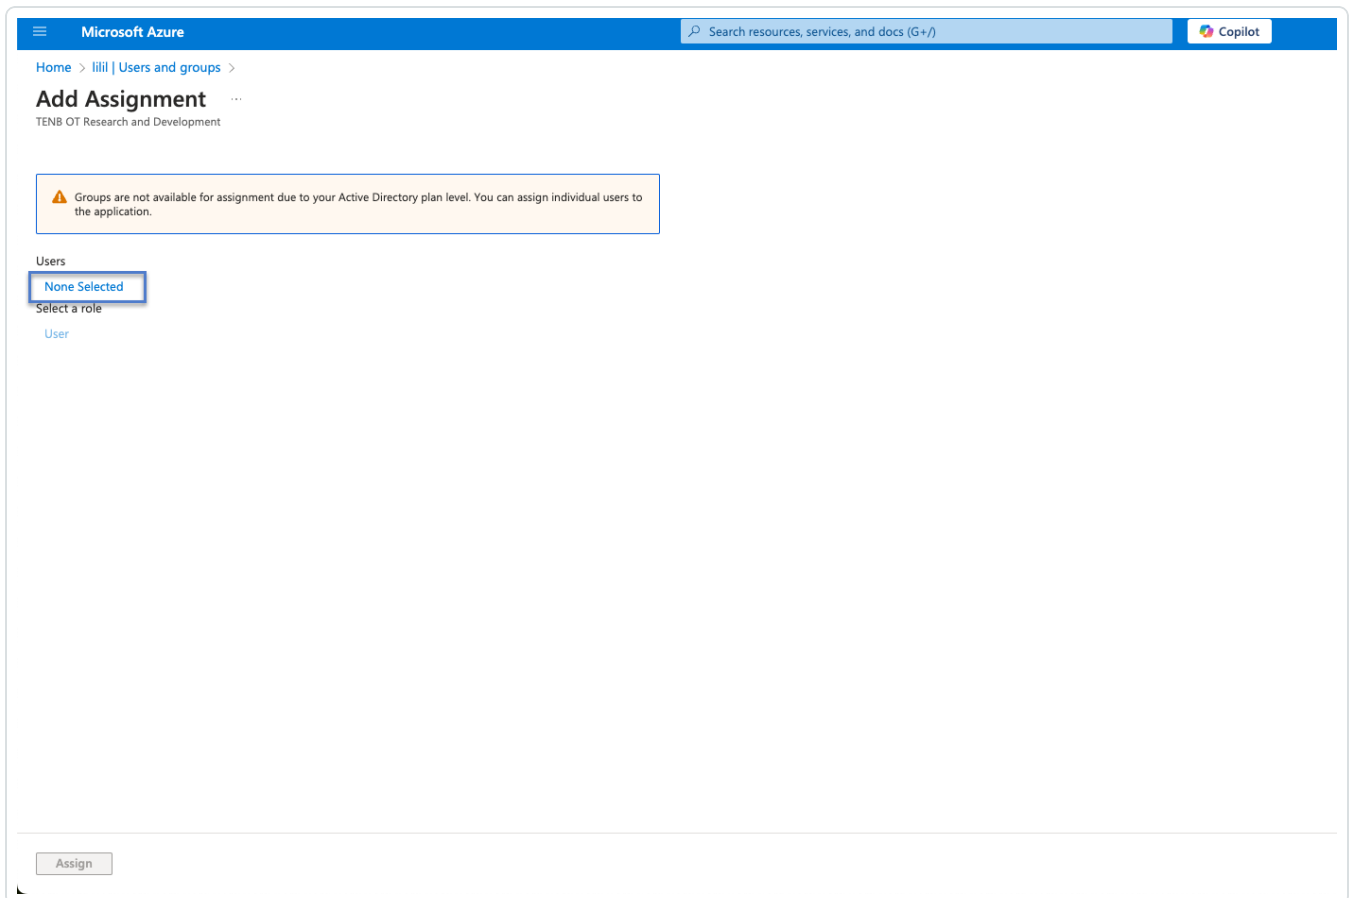 Microsoft Azure
Search resources, services, and docs (G+/)
Copilot
Home > lilil | Users and groups >
Add Assignment ...
TENB OT Research and Development
Groups are not available for assignment due to your Active Directory plan level. You can assign individual users to
the application.
Users
None Selected
Select a role
User
Assign